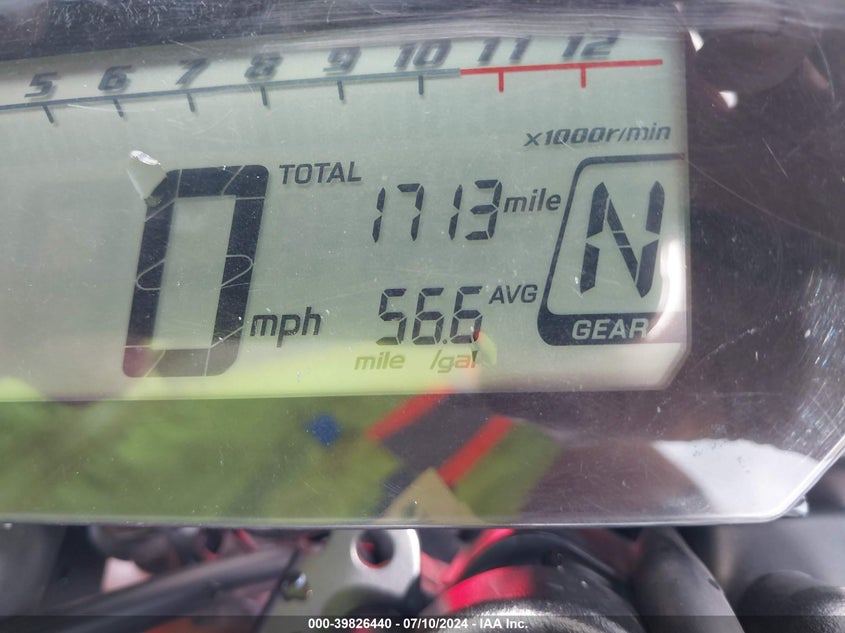 5 6 7 8 9 10 11 12
x1000r/min
TOTAL 1713 mile
0 mph
56.6 AVG
mile /gal
N
GEAR
000-39826440 - 07/10/2024 - IAA Inc.